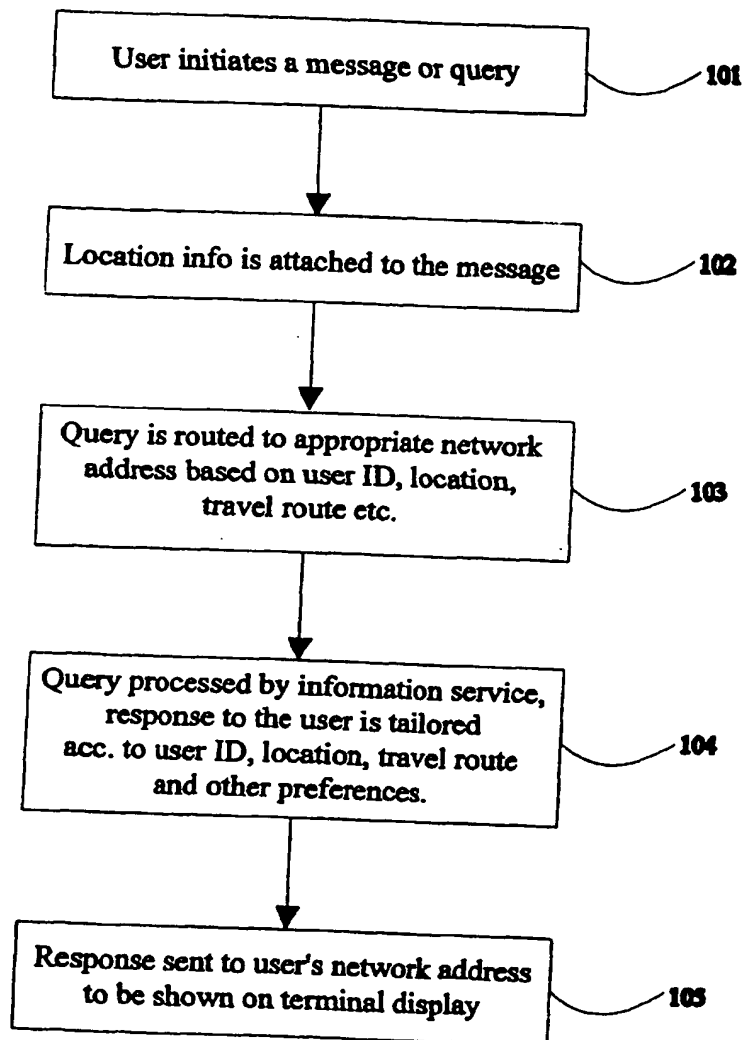 User initiates a message or query
101
Location info is attached to the message
102
Query is routed to appropriate network
address based on user ID, location,
travel route etc.
103
Query processed by information service,
response to the user is tailored
acc. to user ID, location, travel route
and other preferences.
104
Response sent to user's network address
to be shown on terminal display
105